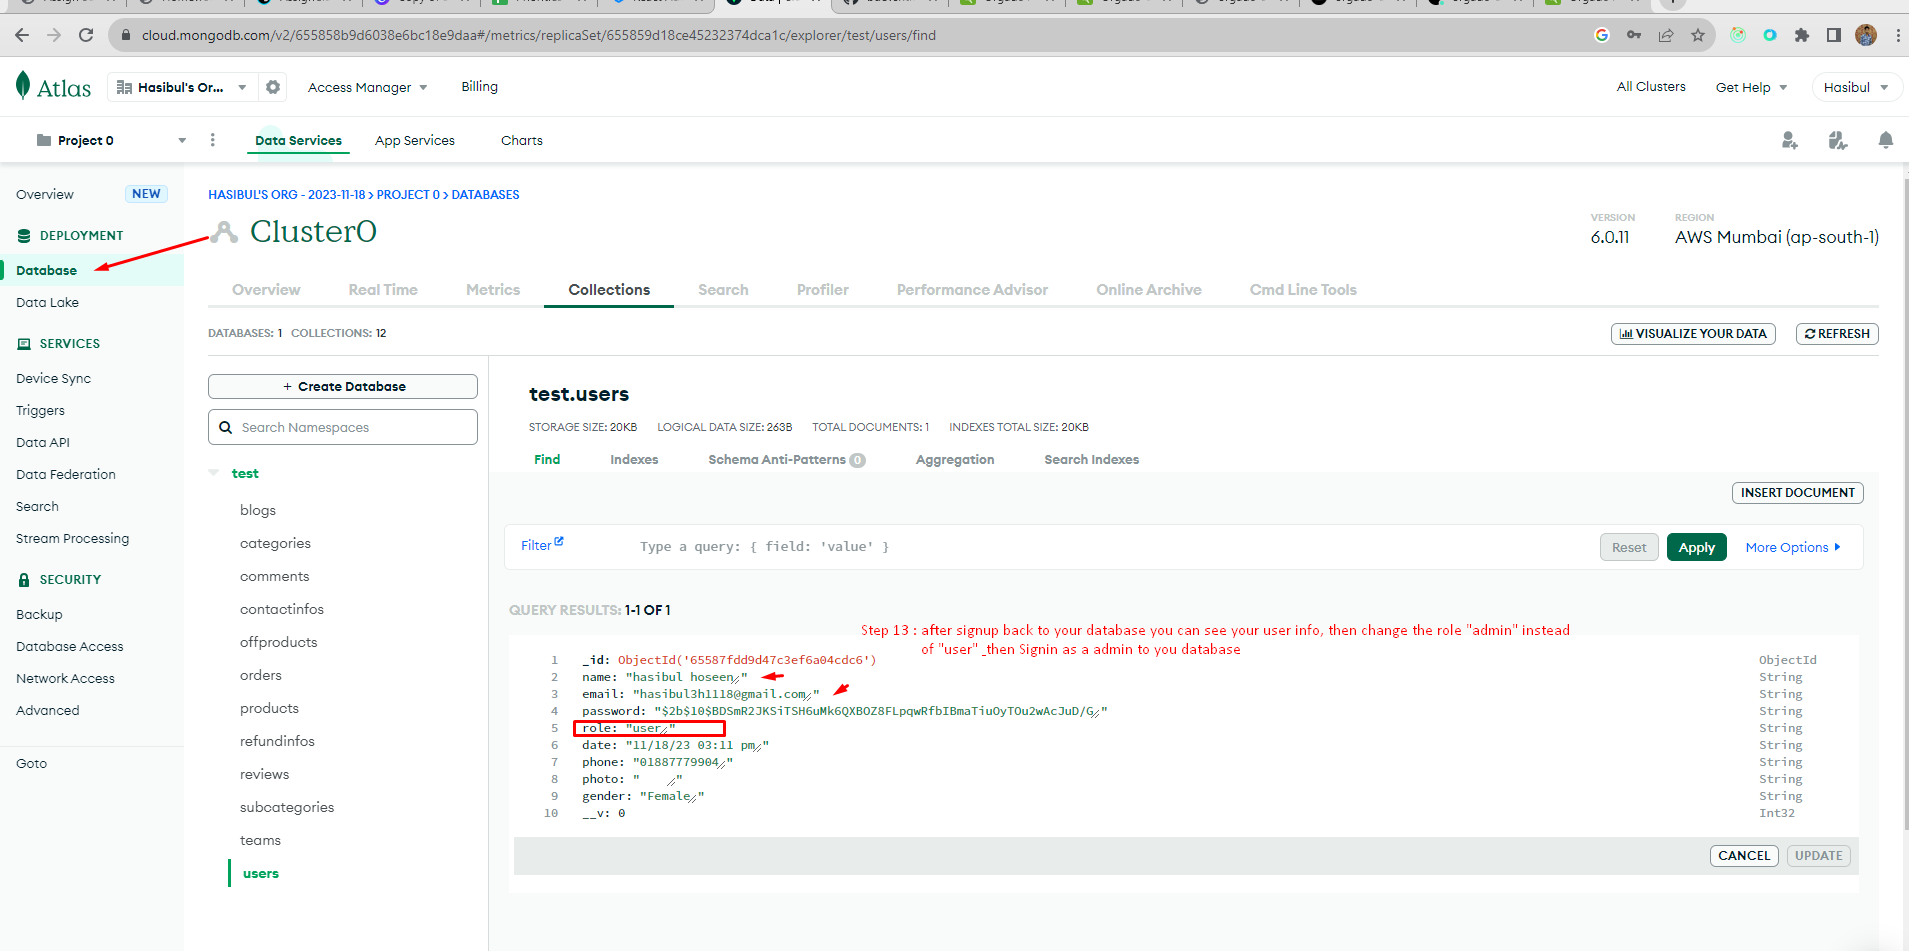 cloud.mongodb.com/v2/655858b9d6038e6bc18e9daa#/metrics/replicaSet/655859d18ce45232374dca1c/explorer/test/users/find
Atlas
Hasibul's Or...
Access Manager
Billing
All Clusters
Get Help
Hasibul
Project 0
Data Services
App Services
Charts
Overview
NEW
DEPLOYMENT
Database
Data Lake
SERVICES
Device Sync
Triggers
Data API
Data Federation
Search
Stream Processing
SECURITY
Backup
Database Access
Network Access
Advanced
Goto
HASIBUL'S ORG - 2023-11-18 > PROJECT 0 > DATABASES
Cluster0
VERSION
6.0.11
REGION
AWS Mumbai (ap-south-1)
Overview
Real Time
Metrics
Collections
Search
Profiler
Performance Advisor
Online Archive
Cmd Line Tools
DATABASES: 1 COLLECTIONS: 12
VISUALIZE YOUR DATA
REFRESH
+ Create Database
Search Namespaces
test
blogs
categories
comments
contactinfos
offproducts
orders
products
refundinfos
reviews
subcategories
teams
users
test.users
STORAGE SIZE: 20KB LOGICAL DATA SIZE: 263B TOTAL DOCUMENTS: 1 INDEXES TOTAL SIZE: 20KB
Find
Indexes
Schema Anti-Patterns 0
Aggregation
Search Indexes
INSERT DOCUMENT
Filter
Type a query: { field: 'value' }
Reset
Apply
More Options
QUERY RESULTS: 1-1 OF 1
Step 13 : after signup back to your database you can see your user info, then change the role "admin" instead
of "user" _then Signin as a admin to you database
1 _id: ObjectId('65587fdd9d47c3ef6a04cdc6') ObjectId
2 name: "hasibul hoseen" String
3 email: "hasibul3h1118@gmail.com" String
4 password: "$2b$10$BDSmR2JKSiTSH6uMk6QXBOZ8FLpqwRfbIBmaTiuOyTOu2wAcJuD/G" String
5 role: "user" String
6 date: "11/18/23 03:11 pm" String
7 phone: "01887779904" String
8 photo: " " String
9 gender: "Female" String
10 __v: 0 Int32
CANCEL
UPDATE